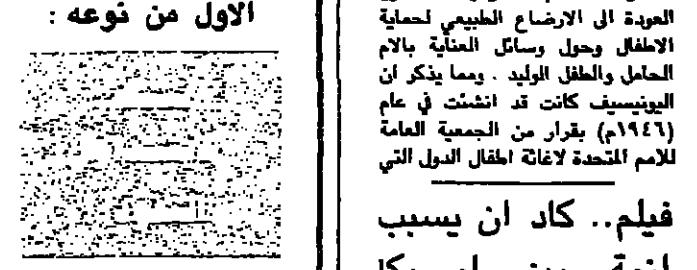 العودة الى الارضاع الطبيعي لحماية
الاطفال وحول وسائل العناية بالام
الحامل والطفل الوليد . ومما يذكر ان
اليونيسيف كانت قد انشئت في عام
(١٩٤٦م) بقرار من الجمعية العامة
للامم المتحدة لاغاثة اطفال الدول التي
فيلم.. كاد ان يسبب
الاول من نوعه :